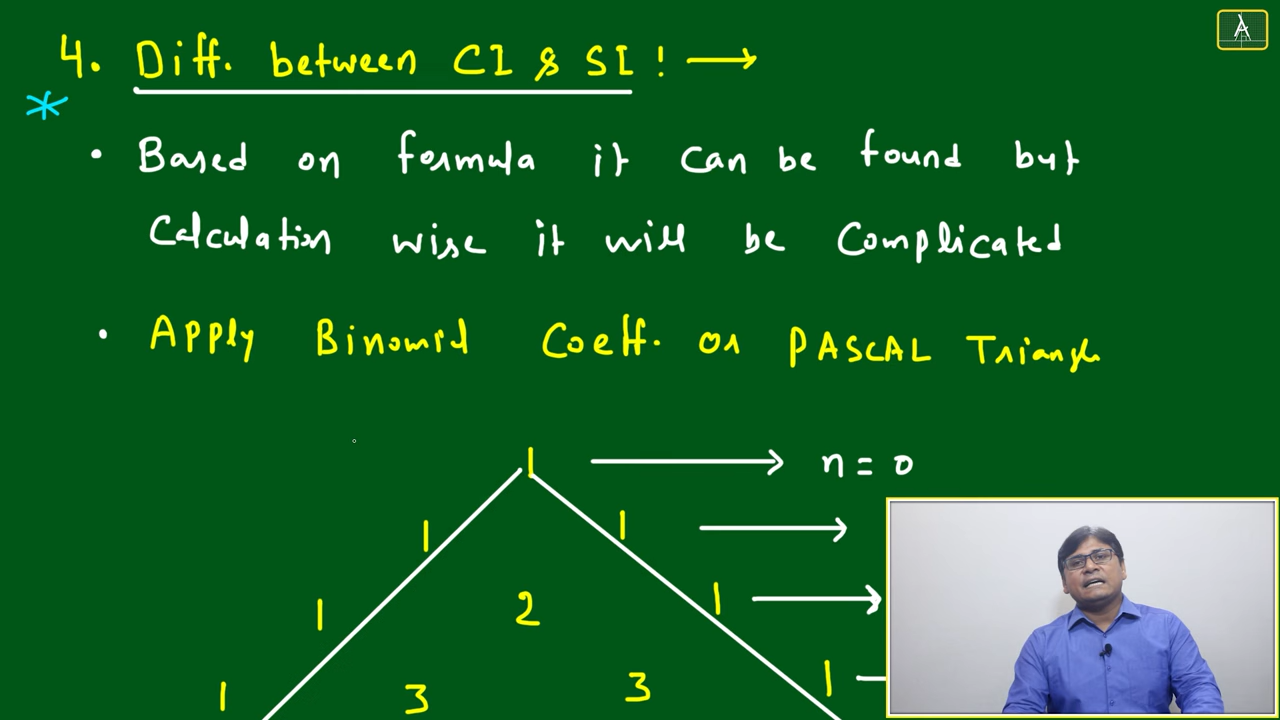 4. Diff. between CI & SI ! →
*
• Based on formula it can be found but
Calculation wise it will be Complicated
• Apply Binomial Coeff. or PASCAL Triangle
1 → n = 0
1 1 →
1 2 1 →
1 3 3 1